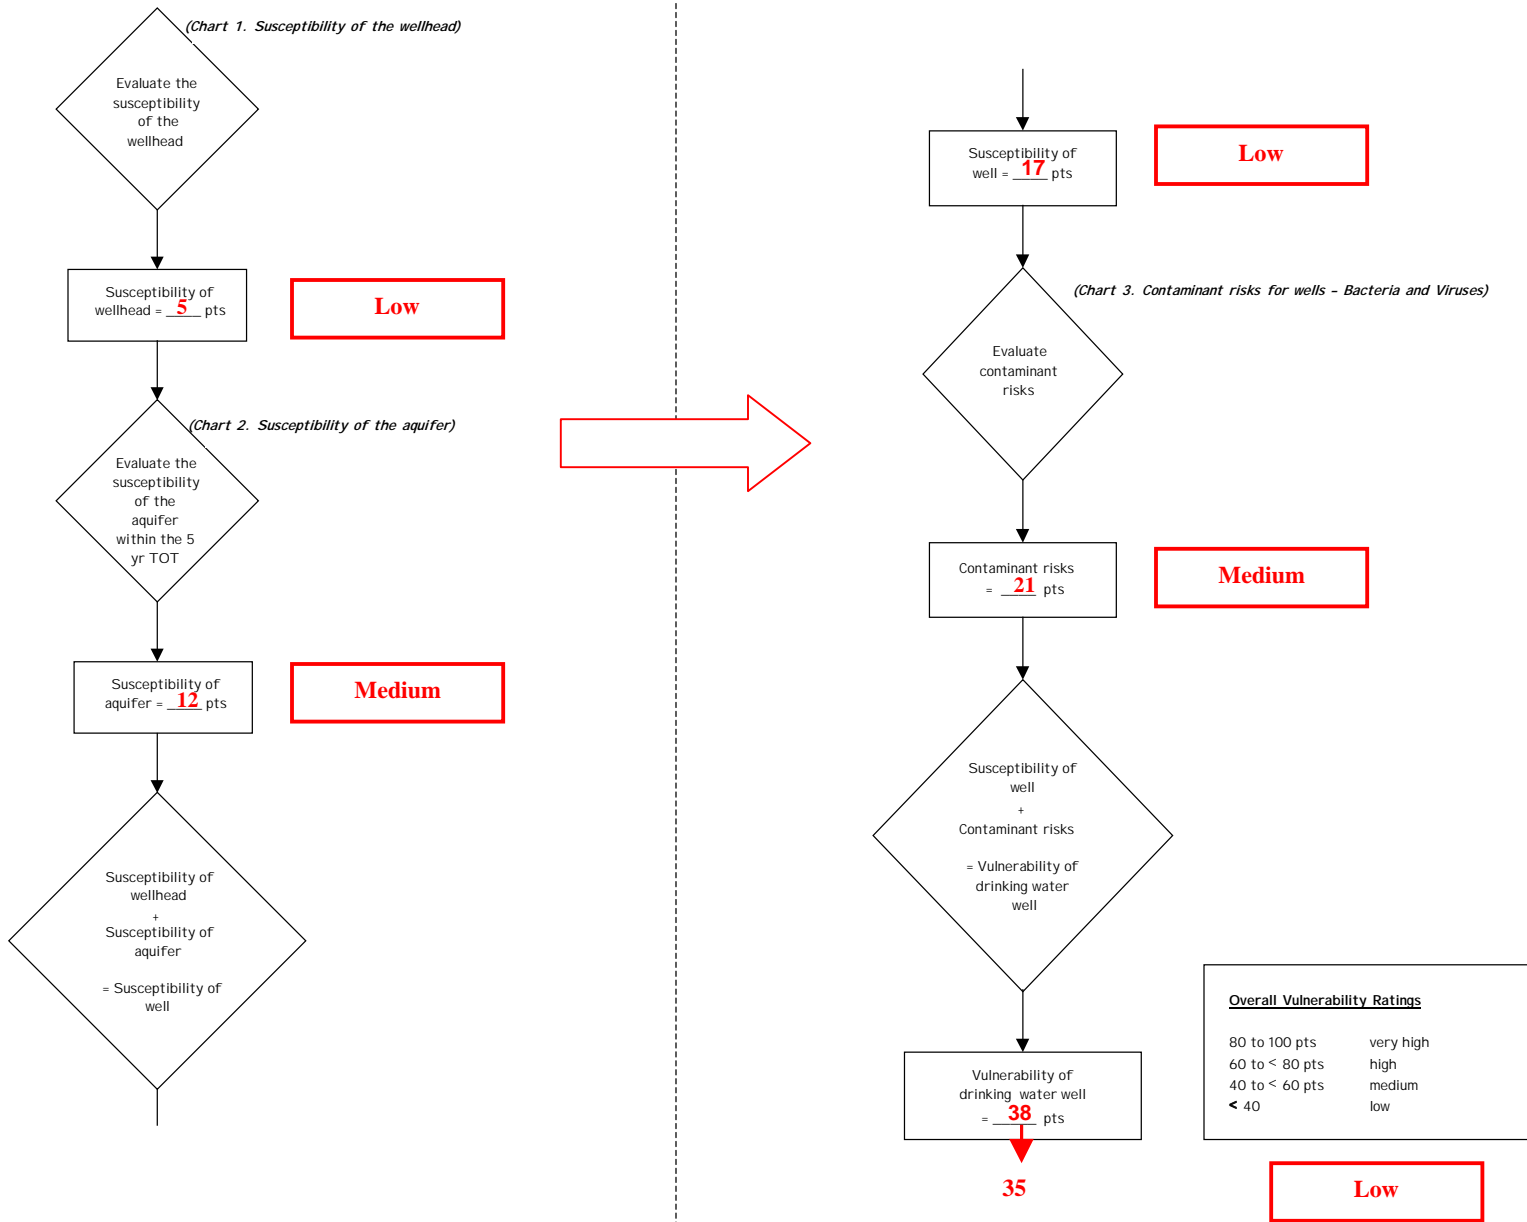 (Chart 1. Susceptibility of the wellhead)
Evaluate the
susceptibility
of the
wellhead
Susceptibility of
wellhead = 5 pts
Low
(Chart 2. Susceptibility of the aquifer)
Evaluate the
susceptibility
of the
aquifer
within the 5
yr TOT
Susceptibility of
aquifer = 12 pts
Medium
Susceptibility of
wellhead
+
Susceptibility of
aquifer
= Susceptibility of
well
Susceptibility of
well = 17 pts
Low
(Chart 3. Contaminant risks for wells – Bacteria and Viruses)
Evaluate
contaminant
risks
Contaminant risks
= 21 pts
Medium
Susceptibility of
well
+
Contaminant risks
= Vulnerability of
drinking water
well
Vulnerability of
drinking water well
= 38 pts
35
Overall Vulnerability Ratings
80 to 100 pts very high
60 to < 80 pts high
40 to < 60 pts medium
< 40 low
Low